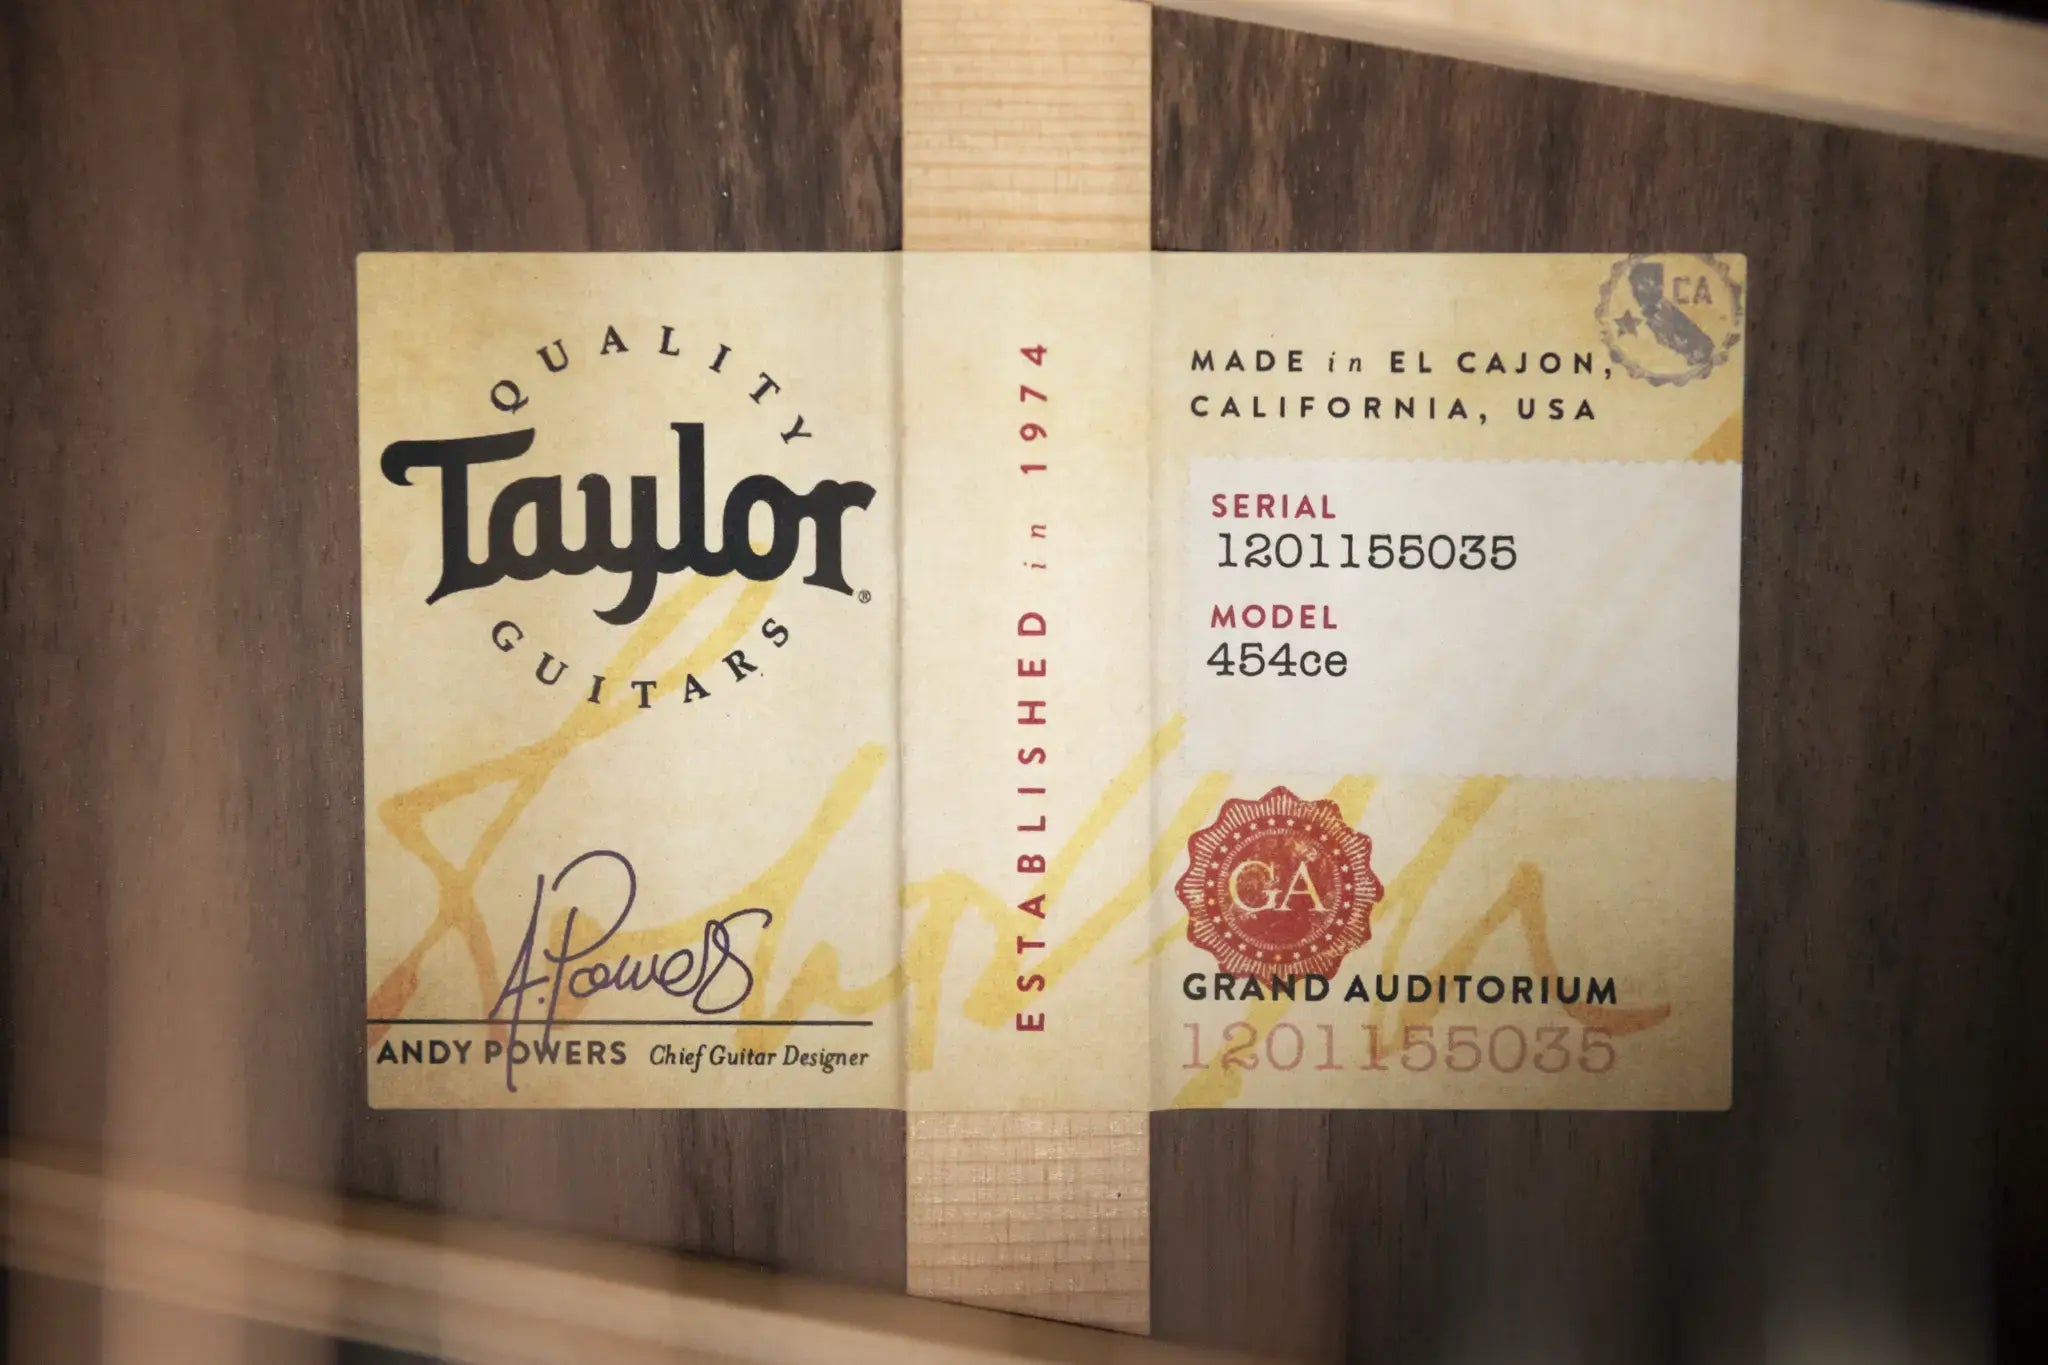 QUALITY
Taylor®
GUITARS
A. Powers
ANDY POWERS Chief Guitar Designer
ESTABLISHED in 1974
CA
MADE in EL CAJON,
CALIFORNIA, USA
SERIAL
1201155035
MODEL
454ce
GA
GRAND AUDITORIUM
1201155035